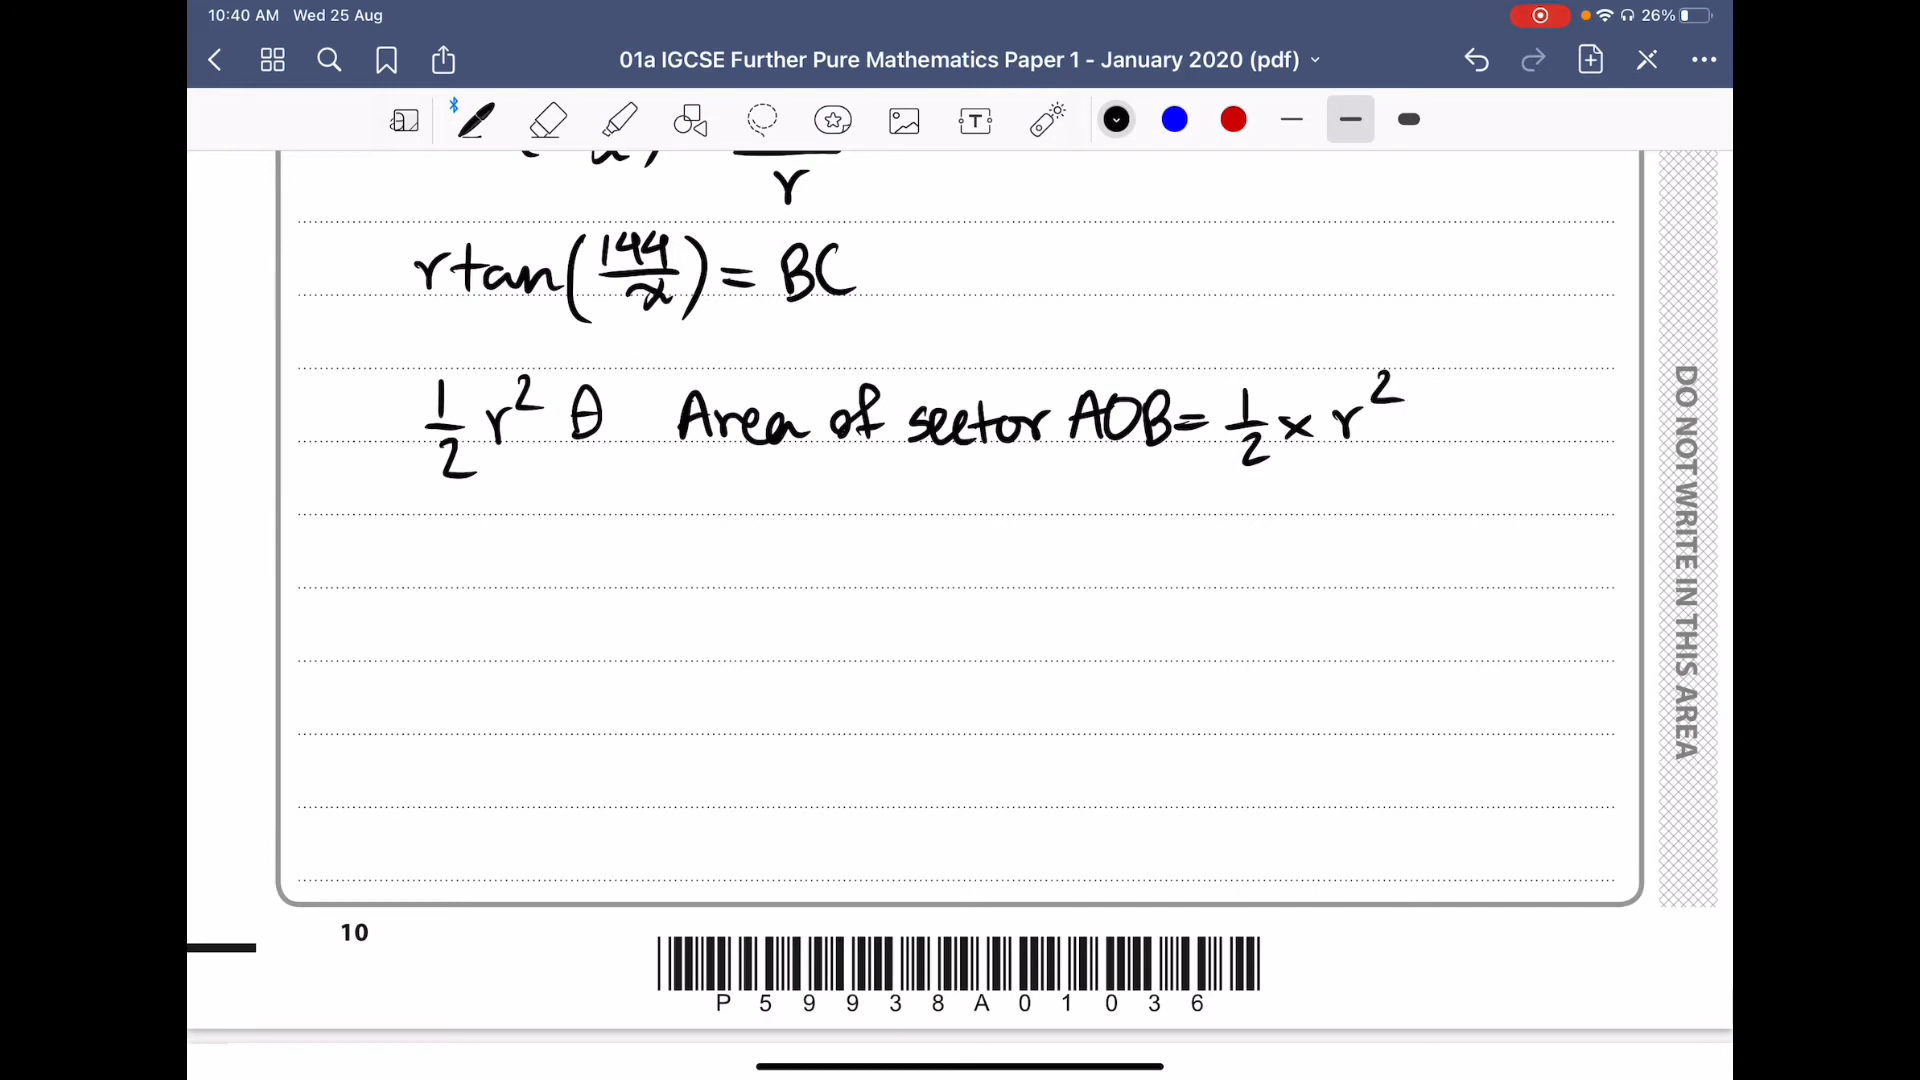 10:40 AM Wed 25 Aug
26%
01a IGCSE Further Pure Mathematics Paper 1 - January 2020 (pdf)
r
rtan(144/x) = BC
1/2 r² θ Area of sector AOB = 1/2 × r²
DO NOT WRITE IN THIS AREA
10
P 5 9 9 3 8 A 0 1 0 3 6